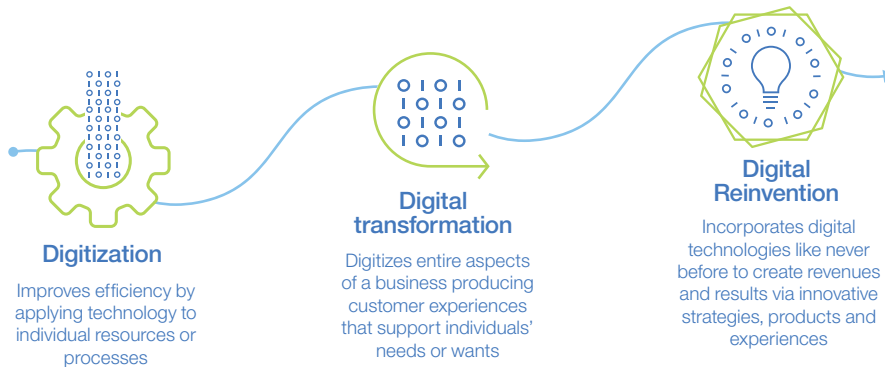 Digitization
Improves efficiency by
applying technology to
individual resources or
processes
Digital
transformation
Digitizes entire aspects
of a business producing
customer experiences
that support individuals'
needs or wants
Digital
Reinvention
Incorporates digital
technologies like never
before to create revenues
and results via innovative
strategies, products and
experiences